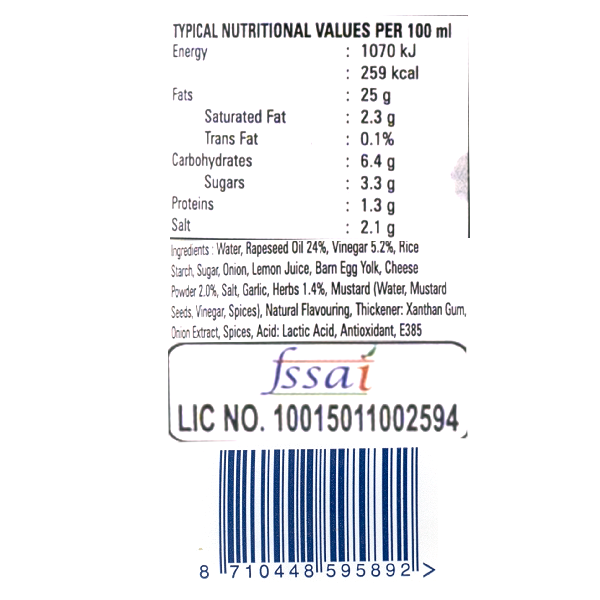 TYPICAL NUTRITIONAL VALUES PER 100 ml
Energy : 1070 kJ
: 259 kcal
Fats : 25 g
Saturated Fat : 2.3 g
Trans Fat : 0.1%
Carbohydrates : 6.4 g
Sugars : 3.3 g
Proteins : 1.3 g
Salt : 2.1 g
Ingredients : Water, Rapeseed Oil 24%, Vinegar 5.2%, Rice
Starch, Sugar, Onion, Lemon Juice, Barn Egg Yolk, Cheese
Powder 2.0%, Salt, Garlic, Herbs 1.4%, Mustard (Water, Mustard
Seeds, Vinegar, Spices), Natural Flavouring, Thickener: Xanthan Gum,
Onion Extract, Spices, Acid: Lactic Acid, Antioxidant, E385
fssai
LIC NO. 10015011002594
8 710448 595892 >